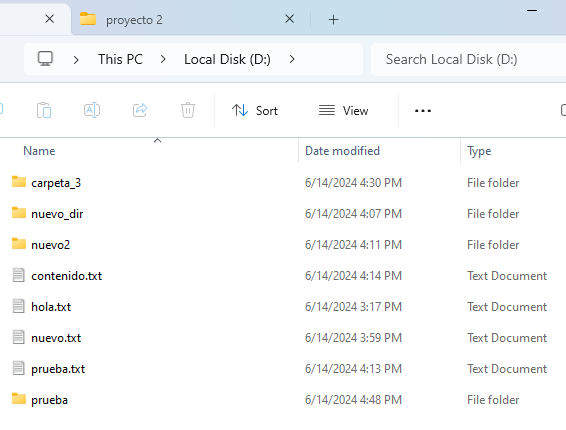 proyecto 2
This PC Local Disk (D:) Search Local Disk (D:)
Sort View
Name Date modified Type
carpeta_3 6/14/2024 4:30 PM File folder
nuevo_dir 6/14/2024 4:07 PM File folder
nuevo2 6/14/2024 4:11 PM File folder
contenido.txt 6/14/2024 4:14 PM Text Document
hola.txt 6/14/2024 3:17 PM Text Document
nuevo.txt 6/14/2024 3:59 PM Text Document
prueba.txt 6/14/2024 4:13 PM Text Document
prueba 6/14/2024 4:48 PM File folder